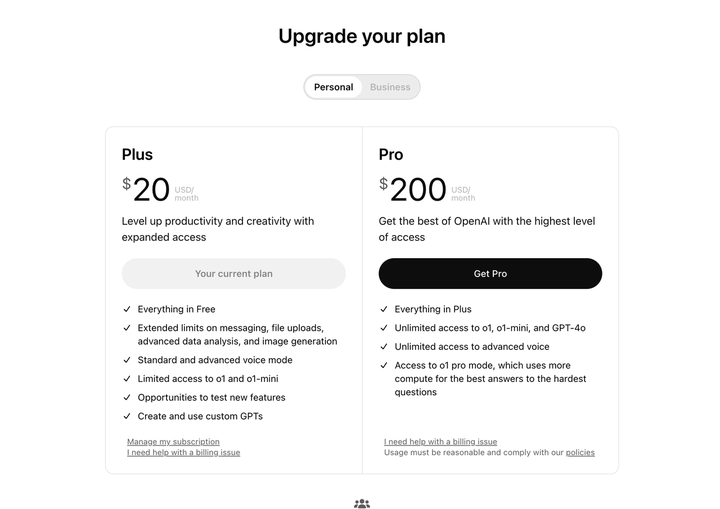 Upgrade your plan
Personal
Business
Plus
$20 USD/
month
Level up productivity and creativity with
expanded access
Your current plan
Everything in Free
Extended limits on messaging, file uploads,
advanced data analysis, and image generation
Standard and advanced voice mode
Limited access to o1 and o1-mini
Opportunities to test new features
Create and use custom GPTs
Manage my subscription
I need help with a billing issue
Pro
$200 USD/
month
Get the best of OpenAI with the highest level
of access
Get Pro
Everything in Plus
Unlimited access to o1, o1-mini, and GPT-4o
Unlimited access to advanced voice
Access to o1 pro mode, which uses more
compute for the best answers to the hardest
questions
I need help with a billing issue
Usage must be reasonable and comply with our policies